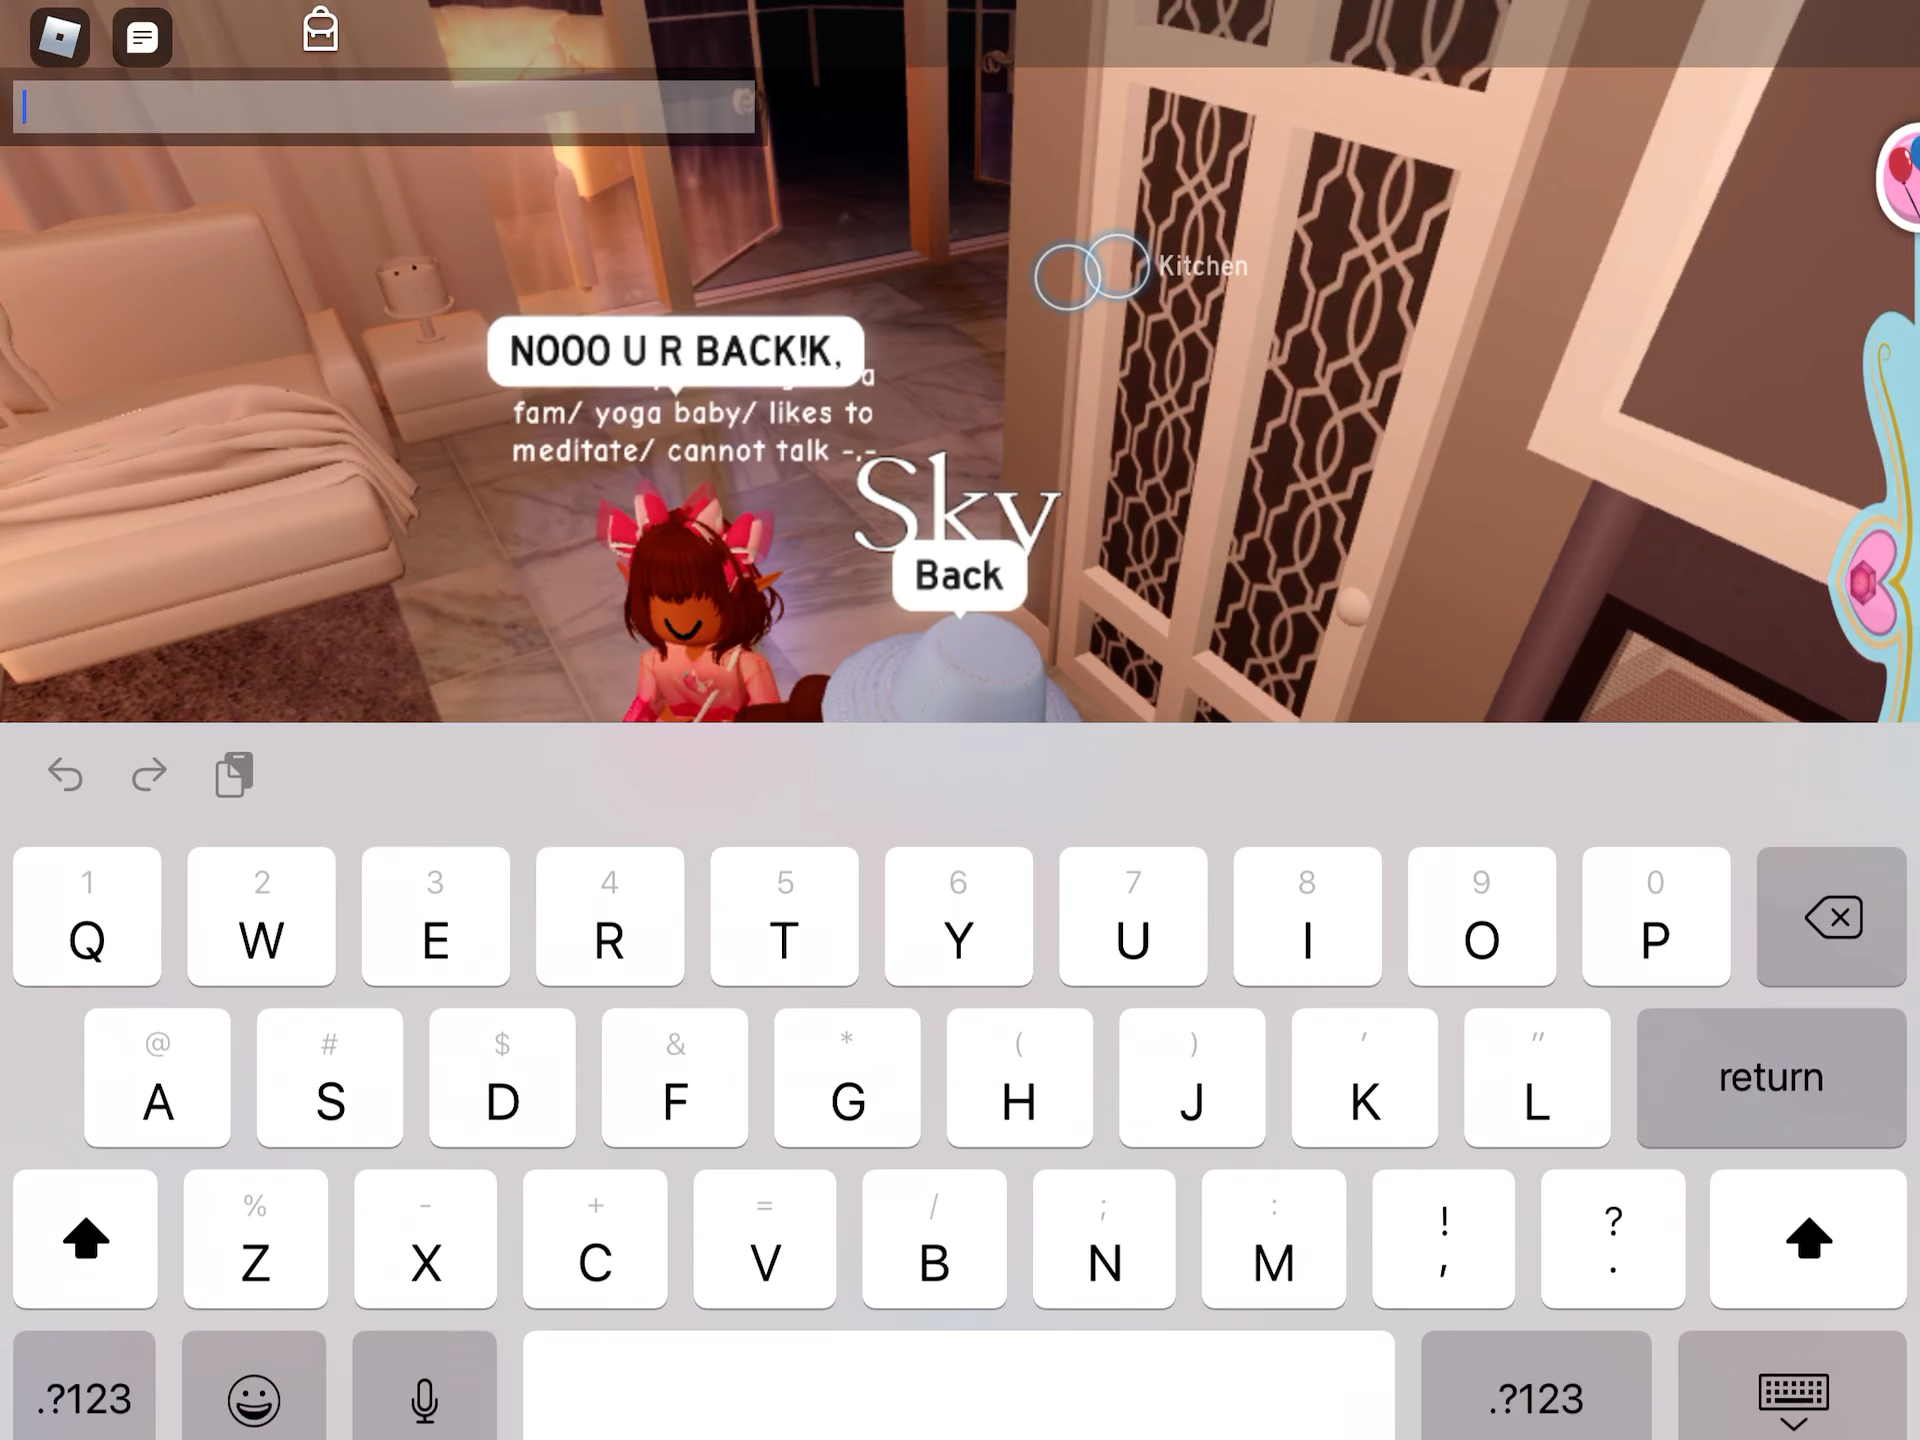 Kitchen
NOOO U R BACK!K,
a
fam/ yoga baby/ likes to
meditate/ cannot talk -.-
Sky
Back
1 2 3 4 5 6 7 8 9 0
Q W E R T Y U I O P
@ # $ & * ( ) ' "
A S D F G H J K L return
% - + = / ; : ! ?
Z X C V B N M , .
.?123 .?123